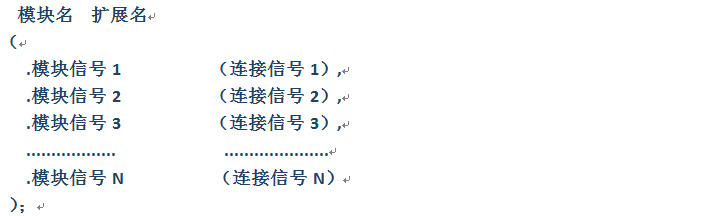 模块名 扩展名
（
.模块信号 1 （连接信号 1）,
.模块信号 2 （连接信号 2）,
.模块信号 3 （连接信号 3）,
.................. .....................
.模块信号 N （连接信号 N）
）;